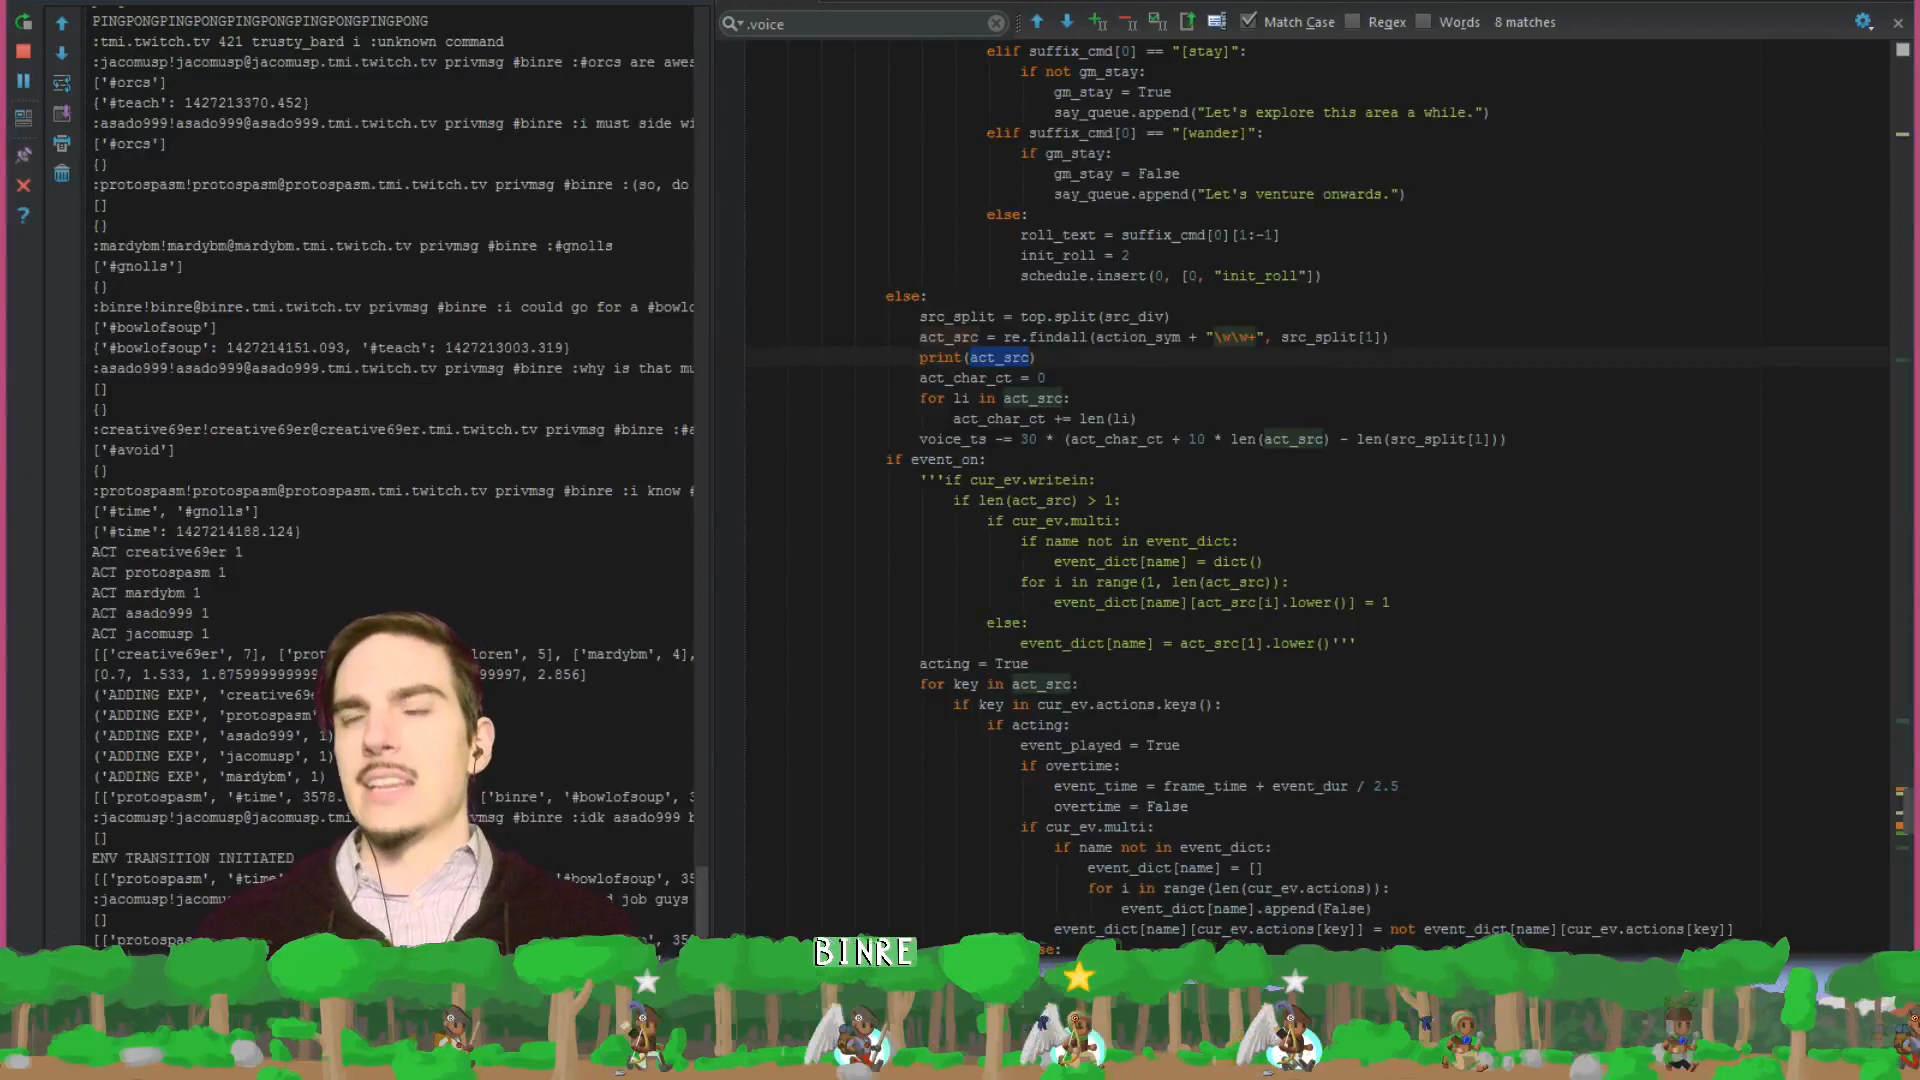 PINGPONGPINGPONGPINGPONGPINGPONGPINGPONG
:tmi.twitch.tv 421 trusty_bard i :unknown command
:jacomusp!jacomusp@jacomusp.tmi.twitch.tv privmsg #binre :#orcs are awes
['#orcs']
{'#teach': 1427213370.452}
:asado999!asado999@asado999.tmi.twitch.tv privmsg #binre :i must side wi
['#orcs']
{}
:protospasm!protospasm@protospasm.tmi.twitch.tv privmsg #binre :(so, do
[]
{}
:mardybm!mardybm@mardybm.tmi.twitch.tv privmsg #binre :#gnolls
['#gnolls']
{}
:binre!binre@binre.tmi.twitch.tv privmsg #binre :i could go for a #bowlo
['#bowlofsoup']
{'#bowlofsoup': 1427214151.093, '#teach': 1427213003.319}
:asado999!asado999@asado999.tmi.twitch.tv privmsg #binre :why is that mu
[]
{}
:creative69er!creative69er@creative69er.tmi.twitch.tv privmsg #binre :#a
['#avoid']
{}
:protospasm!protospasm@protospasm.tmi.twitch.tv privmsg #binre :i know #
['#time', '#gnolls']
{'#time': 1427214188.124}
ACT creative69er 1
ACT protospasm 1
ACT mardybm 1
ACT asado999 1
ACT jacomusp 1
[['creative69er', 7], ['prot loren', 5], ['mardybm', 4],
[0.7, 1.533, 1.875999999999 99997, 2.856]
('ADDING EXP', 'creative69e
('ADDING EXP', 'protospasm'
('ADDING EXP', 'asado999', 1)
('ADDING EXP', 'jacomusp', 1)
('ADDING EXP', 'mardybm', 1)
[['protospasm', '#time', 3578. ['binre', '#bowlofsoup', 3
:jacomusp!jacomusp@jacomusp.tmi vmsg #binre :idk asado999 b
[]
ENV TRANSITION INITIATED
[['protospasm', '#time' '#bowlofsoup', 35
:jacomusp!jacomu d job guys
[]
[['protospas
.voice
Match Case
Regex
Words
8 matches
elif suffix_cmd[0] == "[stay]":
if not gm_stay:
gm_stay = True
say_queue.append("Let's explore this area a while.")
elif suffix_cmd[0] == "[wander]":
if gm_stay:
gm_stay = False
say_queue.append("Let's venture onwards.")
else:
roll_text = suffix_cmd[0][1:-1]
init_roll = 2
schedule.insert(0, [0, "init_roll"])
else:
src_split = top.split(src_div)
act_src = re.findall(action_sym + "\w\w+", src_split[1])
print(act_src)
act_char_ct = 0
for li in act_src:
act_char_ct += len(li)
voice_ts -= 30 * (act_char_ct + 10 * len(act_src) - len(src_split[1]))
if event_on:
'''if cur_ev.writein:
if len(act_src) > 1:
if cur_ev.multi:
if name not in event_dict:
event_dict[name] = dict()
for i in range(1, len(act_src)):
event_dict[name][act_src[i].lower()] = 1
else:
event_dict[name] = act_src[1].lower()'''
acting = True
for key in act_src:
if key in cur_ev.actions.keys():
if acting:
event_played = True
if overtime:
event_time = frame_time + event_dur / 2.5
overtime = False
if cur_ev.multi:
if name not in event_dict:
event_dict[name] = []
for i in range(len(cur_ev.actions)):
event_dict[name].append(False)
event_dict[name][cur_ev.actions[key]] = not event_dict[name][cur_ev.actions[key]]
se:
BINRE